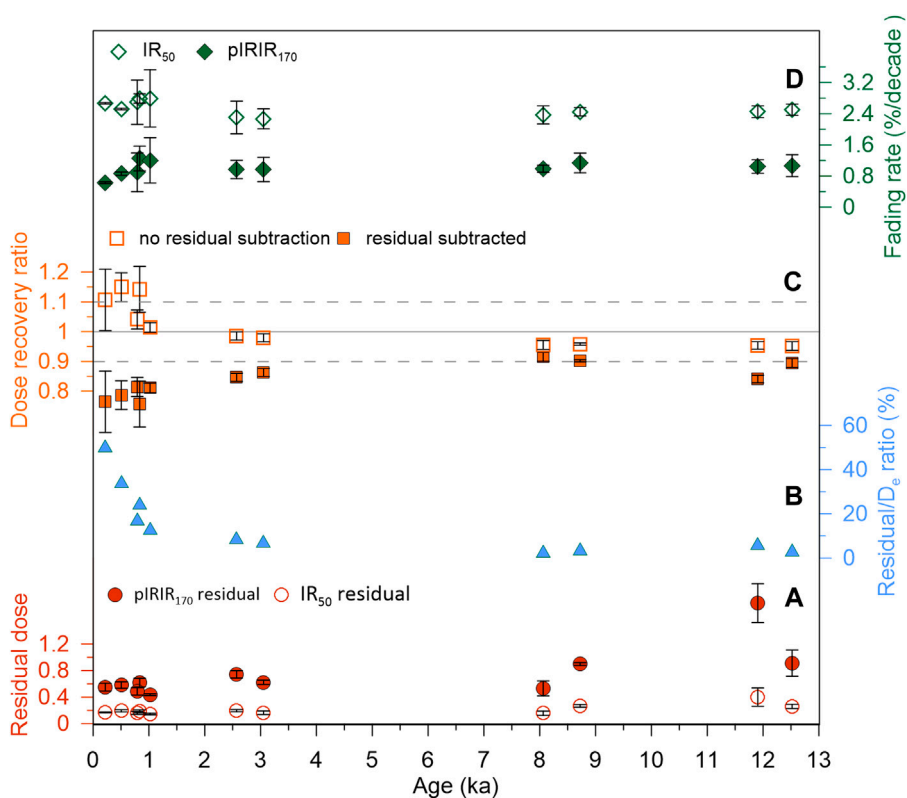 IR50 pIRIR170
D
3.2
2.4
1.6
0.8
0
Fading rate (%/decade)
no residual subtraction residual subtracted
C
1.2
1.1
1
0.9
0.8
Dose recovery ratio
60
40
20
0
Residual/De ratio (%)
B
pIRIR170 residual IR50 residual
A
1.2
0.8
0.4
0
Residual dose
0 1 2 3 4 5 6 7 8 9 10 11 12 13
Age (ka)